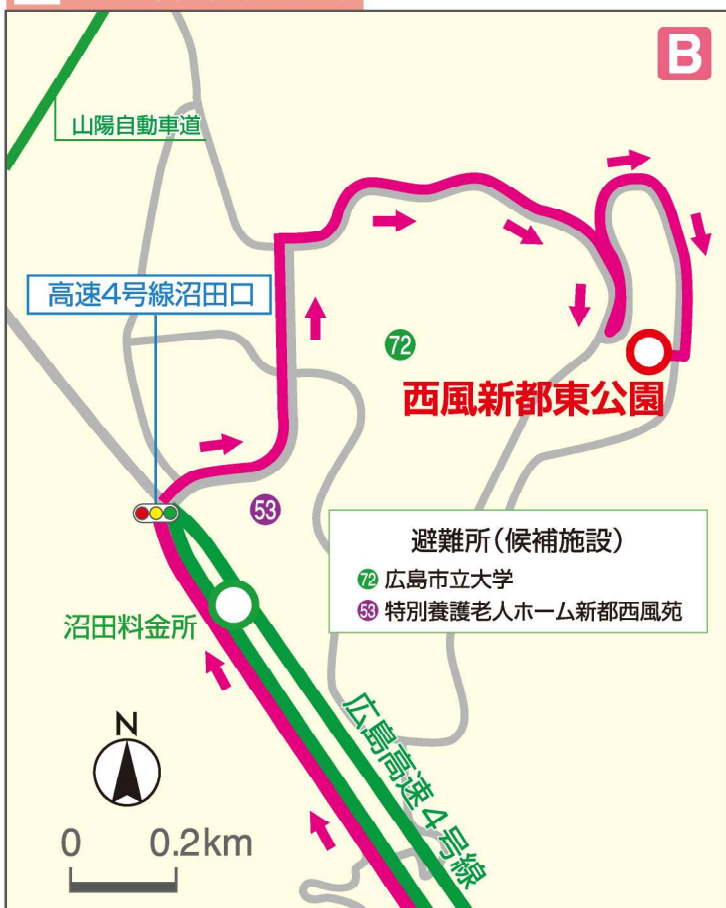 B
山陽自動車道
高速4号線沼田口
72
西風新都東公園
53
避難所(候補施設)
72 広島市立大学
53 特別養護老人ホーム新都西風苑
沼田料金所
広島高速4号線
N
0 0.2km